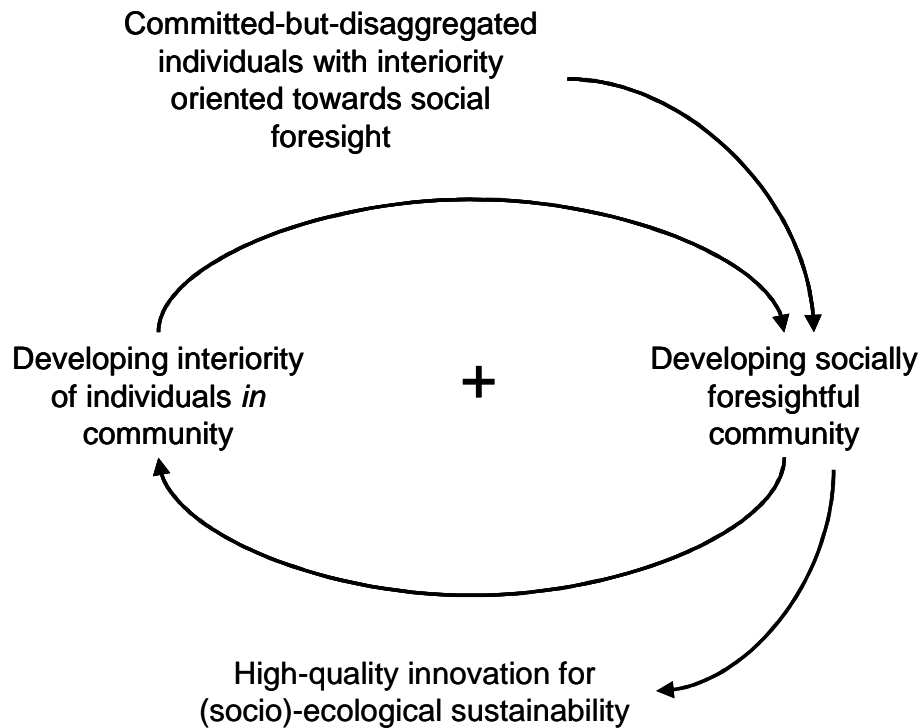 Committed-but-disaggregated
individuals with interiority
oriented towards social
foresight
Developing interiority
of individuals in
community
+
Developing socially
foresightful
community
High-quality innovation for
(socio)-ecological sustainability